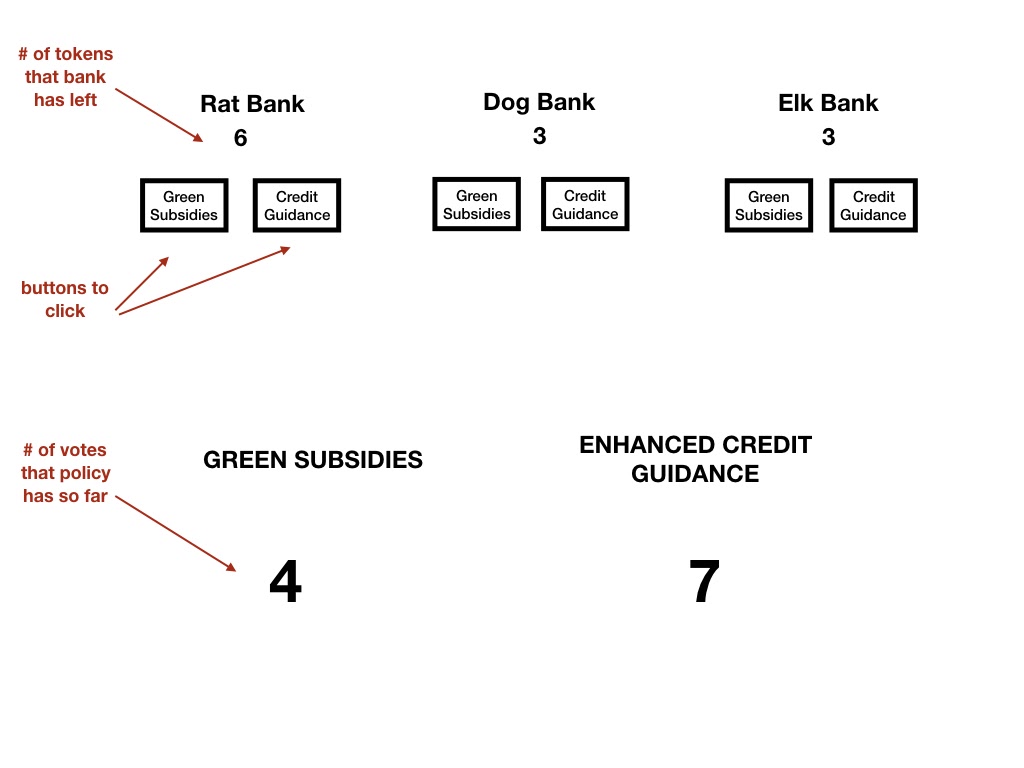 # of tokens
that bank
has left
Rat Bank
6
Dog Bank
3
Elk Bank
3
Green
Subsidies
Credit
Guidance
Green
Subsidies
Credit
Guidance
Green
Subsidies
Credit
Guidance
buttons to
click
# of votes
that policy
has so far
GREEN SUBSIDIES
ENHANCED CREDIT
GUIDANCE
4
7